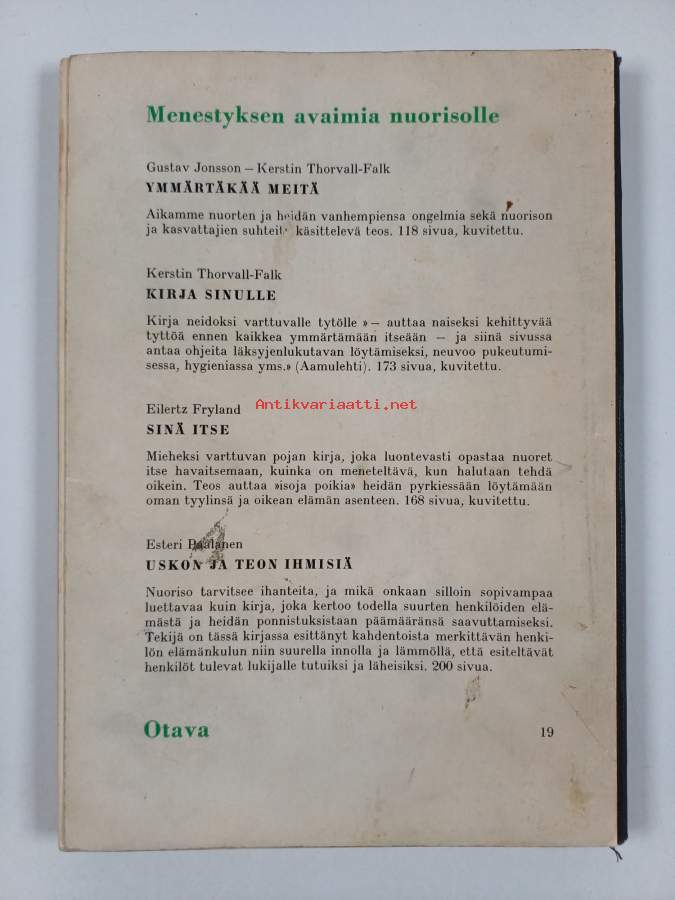 Menestyksen avaimia nuorisolle
Gustav Jonsson – Kerstin Thorvall-Falk
YMMÄRTÄKÄÄ MEITÄ
Aikamme nuorten ja heidän vanhempiensa ongelmia sekä nuorison
ja kasvattajien suhteita käsittelevä teos. 118 sivua, kuvitettu.
Kerstin Thorvall-Falk
KIRJA SINULLE
Kirja neidoksi varttuvalle tytölle » – auttaa naiseksi kehittyvää
tyttöä ennen kaikkea ymmärtämään itseään – ja siinä sivussa
antaa ohjeita läksyjenlukutavan löytämiseksi, neuvoo pukeutumi-
sessa, hygieniassa yms.» (Aamulehti). 173 sivua, kuvitettu.
Antikvariaatti.net
Eilertz Fryland
SINÄ ITSE
Mieheksi varttuvan pojan kirja, joka luontevasti opastaa nuoret
itse havaitsemaan, kuinka on meneteltävä, kun halutaan tehdä
oikein. Teos auttaa »isoja poikia» heidän pyrkiessään löytämään
oman tyylinsä ja oikean elämän asenteen. 168 sivua, kuvitettu.
Esteri Paalanen
USKON JA TEON IHMISIÄ
Nuoriso tarvitsee ihanteita, ja mikä onkaan silloin sopivampaa
luettavaa kuin kirja, joka kertoo todella suurten henkilöiden elä-
mästä ja heidän ponnistuksistaan päämääränsä saavuttamiseksi.
Tekijä on tässä kirjassa esittänyt kahdentoista merkittävän henki-
lön elämänkulun niin suurella innolla ja lämmöllä, että esiteltävät
henkilöt tulevat lukijalle tutuiksi ja läheisiksi. 200 sivua.
Otava
19